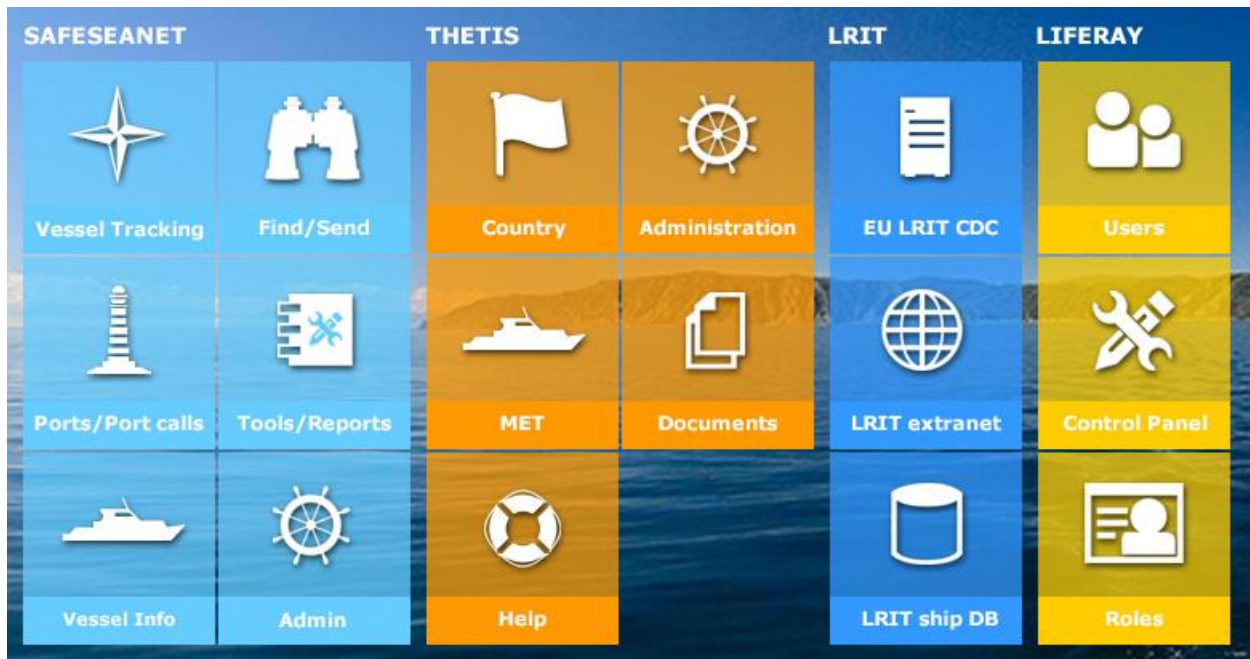 SAFESEANET
THETIS
LRIT
LIFERAY
Vessel Tracking
Find/Send
Country
Administration
EU LRIT CDC
Users
Ports/Port calls
Tools/Reports
MET
Documents
LRIT extranet
Control Panel
Vessel Info
Admin
Help
LRIT ship DB
Roles